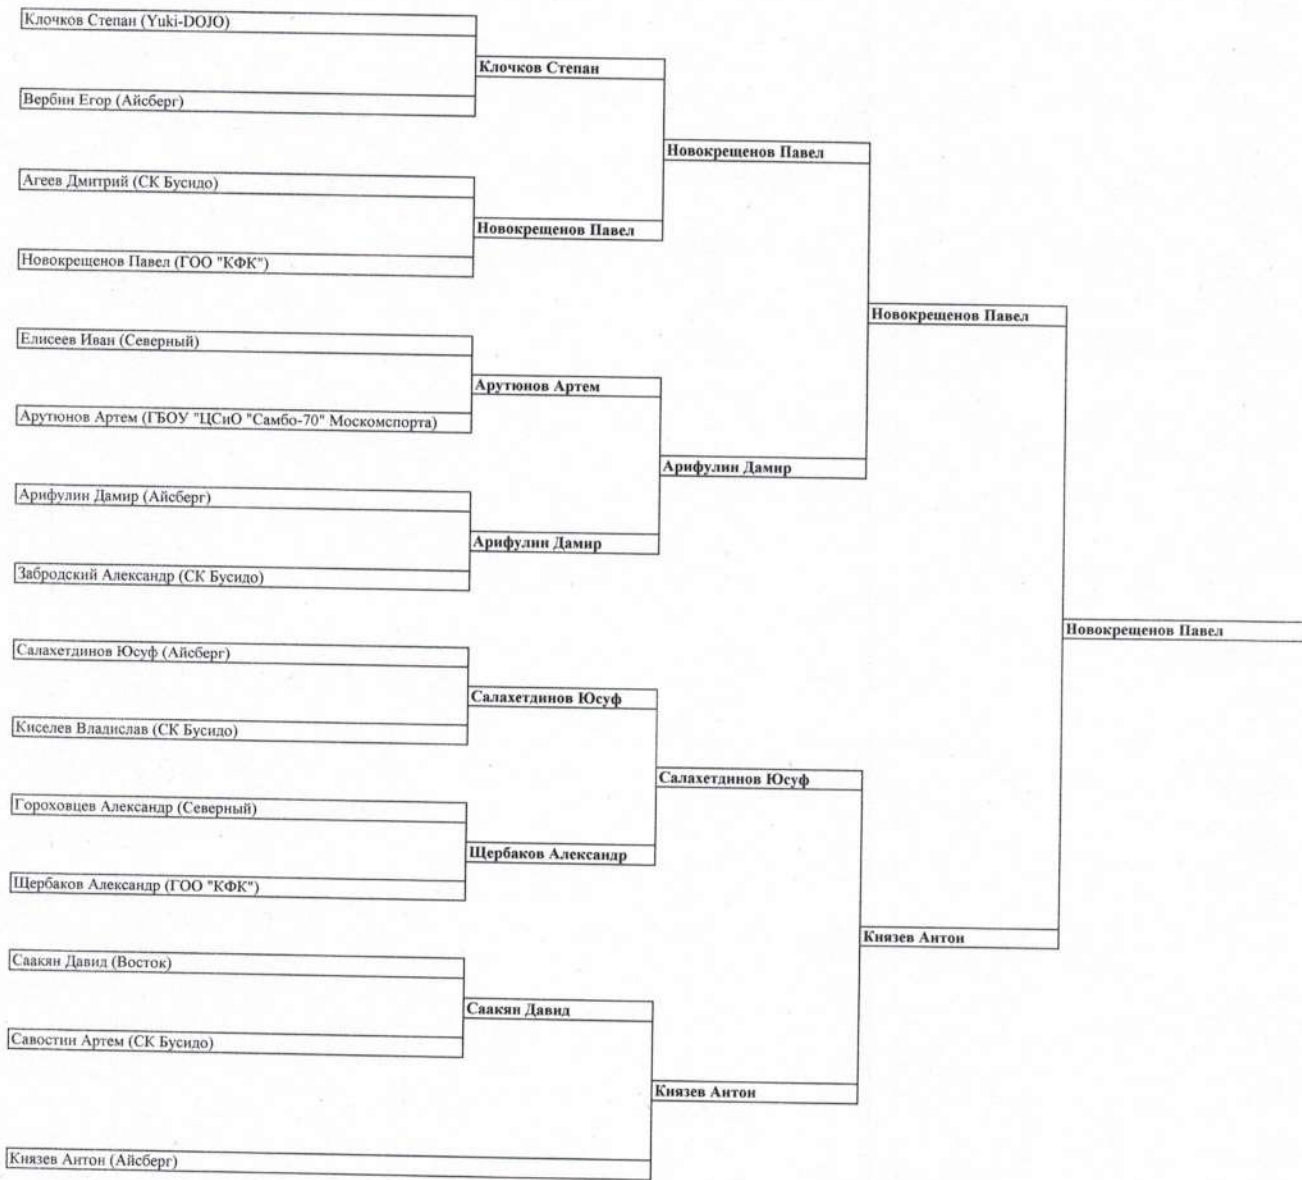 Клочков Степан (Yuki-DOJO)
Клочков Степан
Вербин Егор (Айсберг)
Новокрещенов Павел
Агеев Дмитрий (СК Бусидо)
Новокрещенов Павел
Новокрещенов Павел (ГОО "КФК")
Новокрещенов Павел
Елисеев Иван (Северный)
Арутюнов Артем
Арутюнов Артем (ГБОУ "ЦСиО "Самбо-70" Москомспорта)
Арифулин Дамир
Арифулин Дамир (Айсберг)
Арифулин Дамир
Забродский Александр (СК Бусидо)
Новокрещенов Павел
Салахетдинов Юсуф (Айсберг)
Салахетдинов Юсуф
Киселев Владислав (СК Бусидо)
Салахетдинов Юсуф
Гороховцев Александр (Северный)
Щербаков Александр
Щербаков Александр (ГОО "КФК")
Князев Антон
Саакян Давид (Восток)
Саакян Давид
Савостин Артем (СК Бусидо)
Князев Антон
Князев Антон (Айсберг)